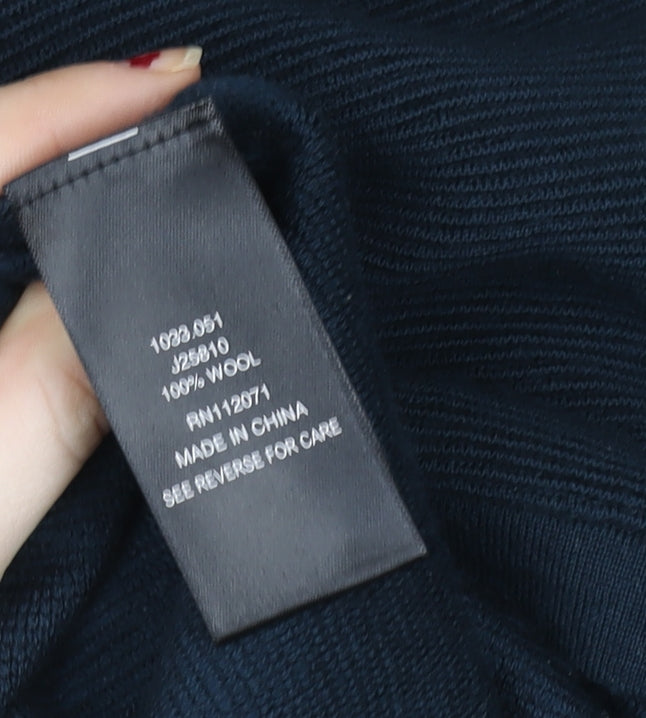 1033.051
J25810
100% WOOL
RN112071
MADE IN CHINA
SEE REVERSE FOR CARE